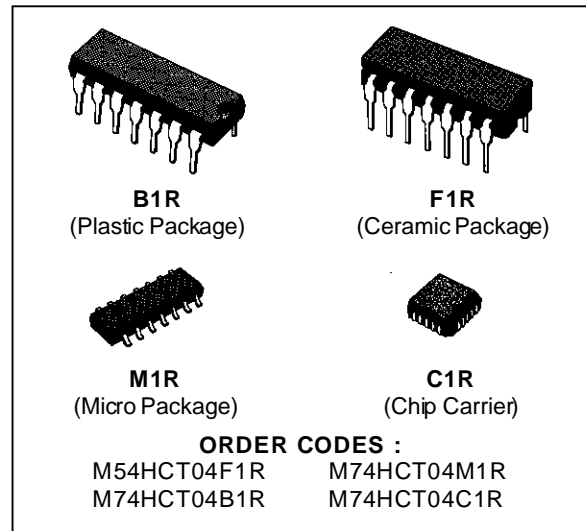 B1R
(Plastic Package)
F1R
(Ceramic Package)
M1R
(Micro Package)
C1R
(Chip Carrier)
ORDER CODES :
M54HCT04F1R M74HCT04M1R
M74HCT04B1R M74HCT04C1R